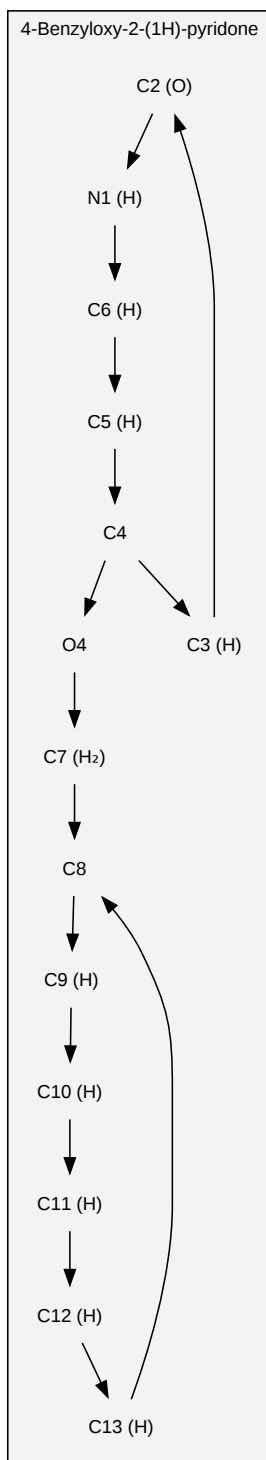 4-Benzyloxy-2-(1H)-pyridone
C2 (O)
N1 (H)
C6 (H)
C5 (H)
C4
O4
C3 (H)
C7 (H₂)
C8
C9 (H)
C10 (H)
C11 (H)
C12 (H)
C13 (H)